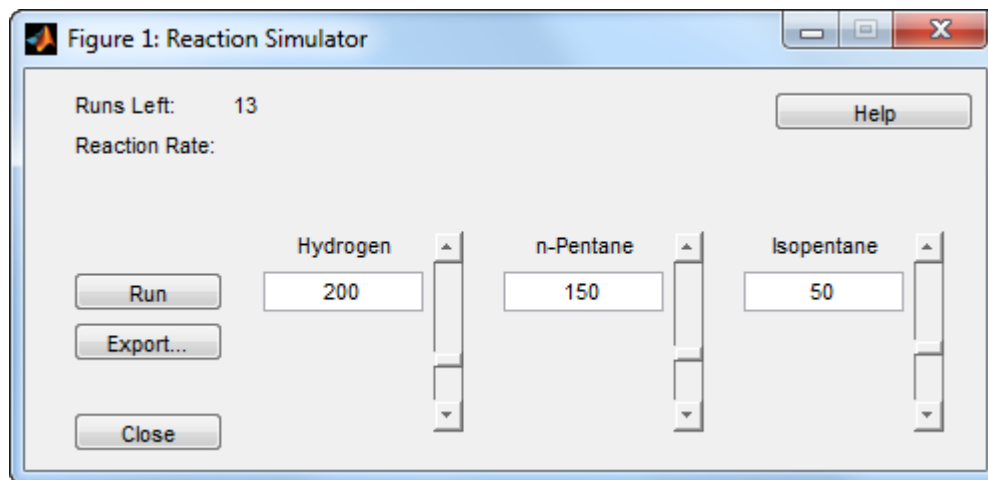 Figure 1: Reaction Simulator
Runs Left: 13
Help
Reaction Rate:
Hydrogen n-Pentane Isopentane
Run 200 150 50
Export...
Close